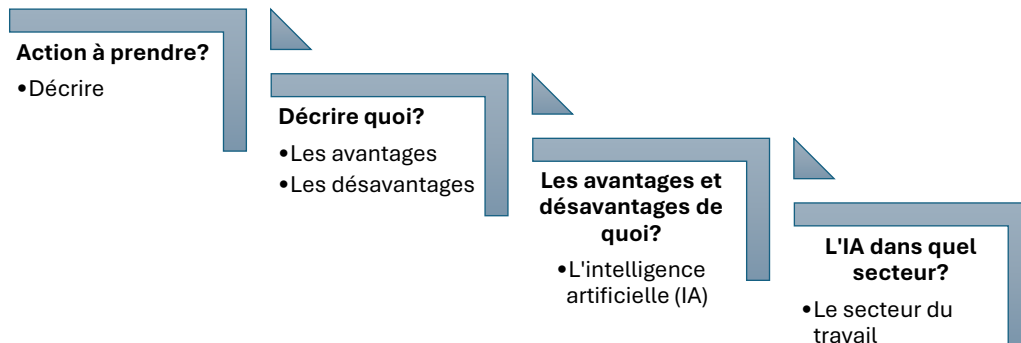 Action à prendre?
•Décrire
Décrire quoi?
•Les avantages
•Les désavantages
Les avantages et
désavantages de
quoi?
•L'intelligence
artificielle (IA)
L'IA dans quel
secteur?
•Le secteur du
travail